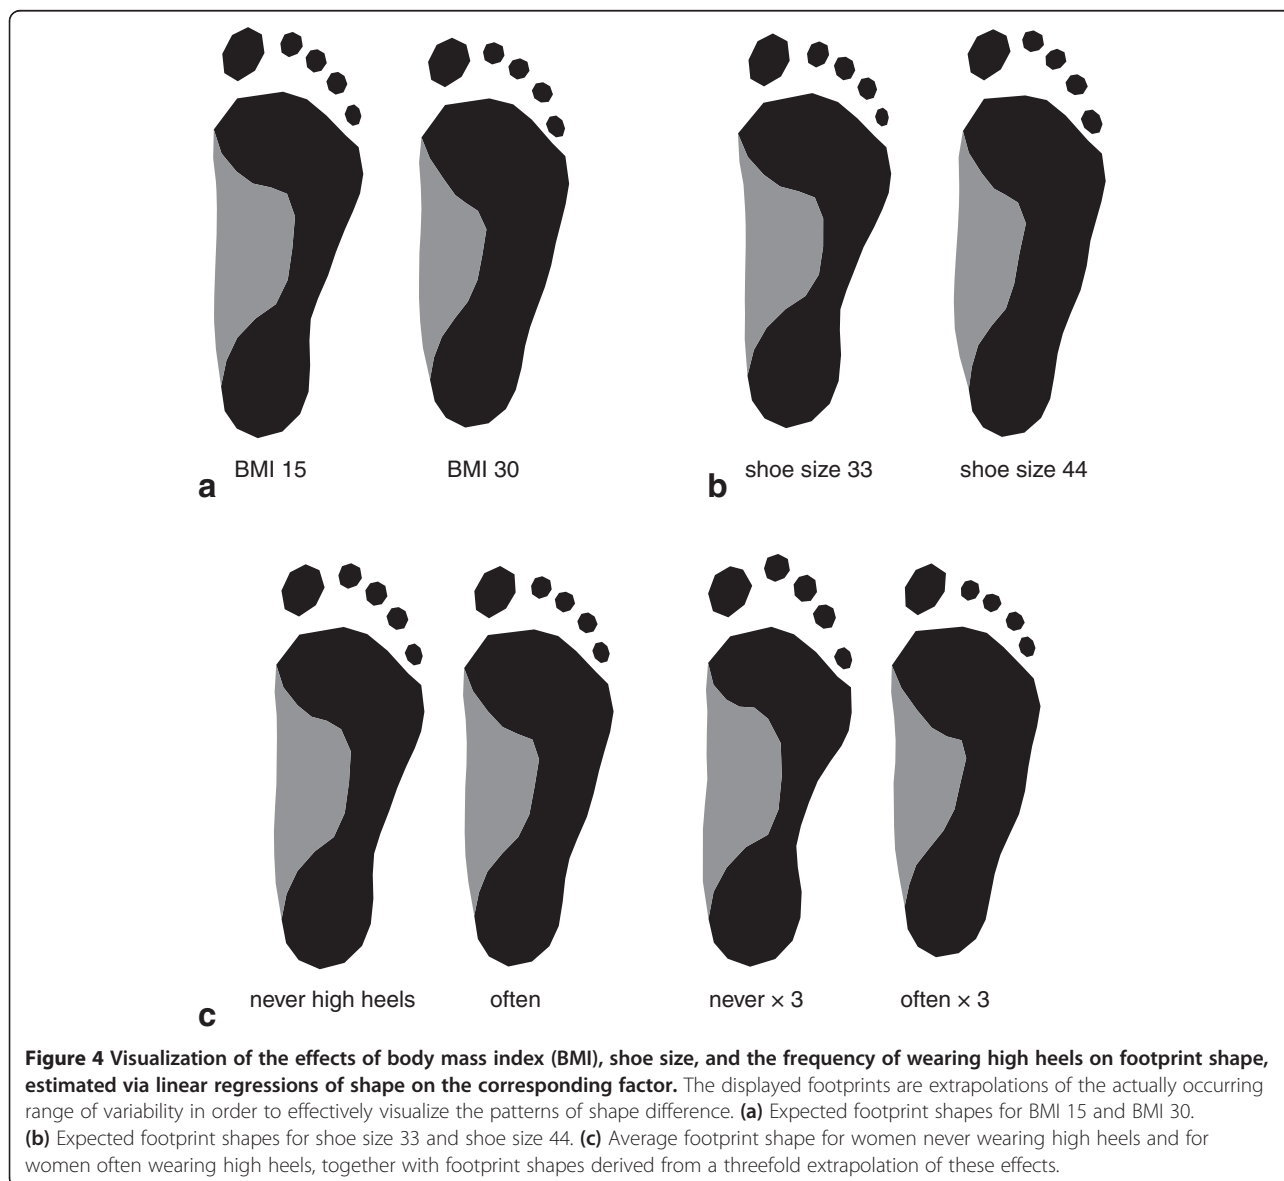 BMI 15 BMI 30
a
shoe size 33 shoe size 44
b
never high heels often never × 3 often × 3
c
Figure 4 Visualization of the effects of body mass index (BMI), shoe size, and the frequency of wearing high heels on footprint shape,
estimated via linear regressions of shape on the corresponding factor. The displayed footprints are extrapolations of the actually occurring
range of variability in order to effectively visualize the patterns of shape difference. (a) Expected footprint shapes for BMI 15 and BMI 30.
(b) Expected footprint shapes for shoe size 33 and shoe size 44. (c) Average footprint shape for women never wearing high heels and for
women often wearing high heels, together with footprint shapes derived from a threefold extrapolation of these effects.